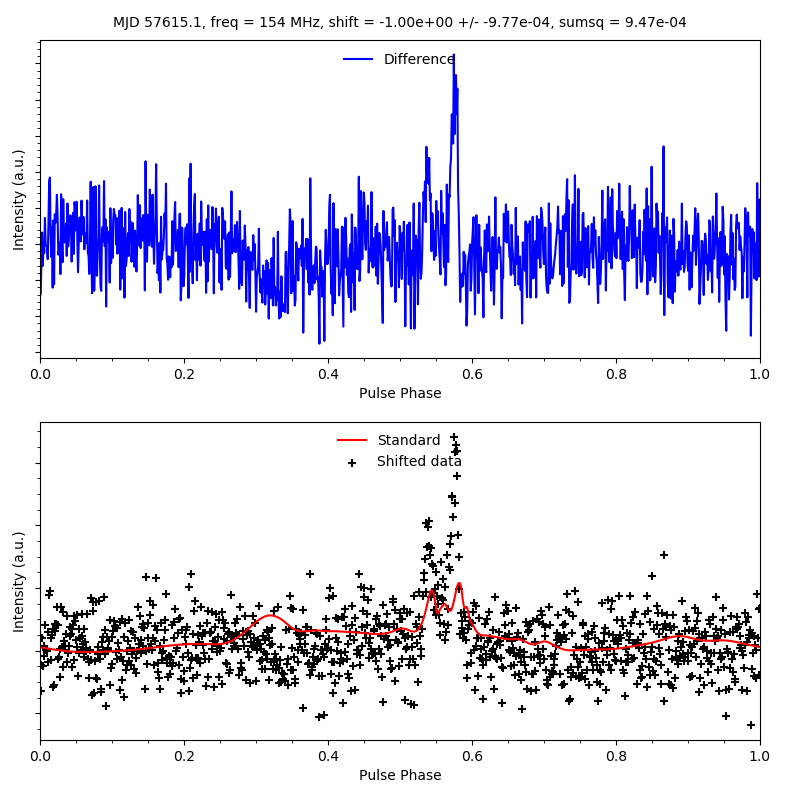 MJD 57615.1, freq = 154 MHz, shift = -1.00e+00 +/- -9.77e-04, sumsq = 9.47e-04
Difference
Intensity (a.u.)
0.0 0.2 0.4 0.6 0.8 1.0
Pulse Phase
Standard
Shifted data
Intensity (a.u.)
0.0 0.2 0.4 0.6 0.8 1.0
Pulse Phase